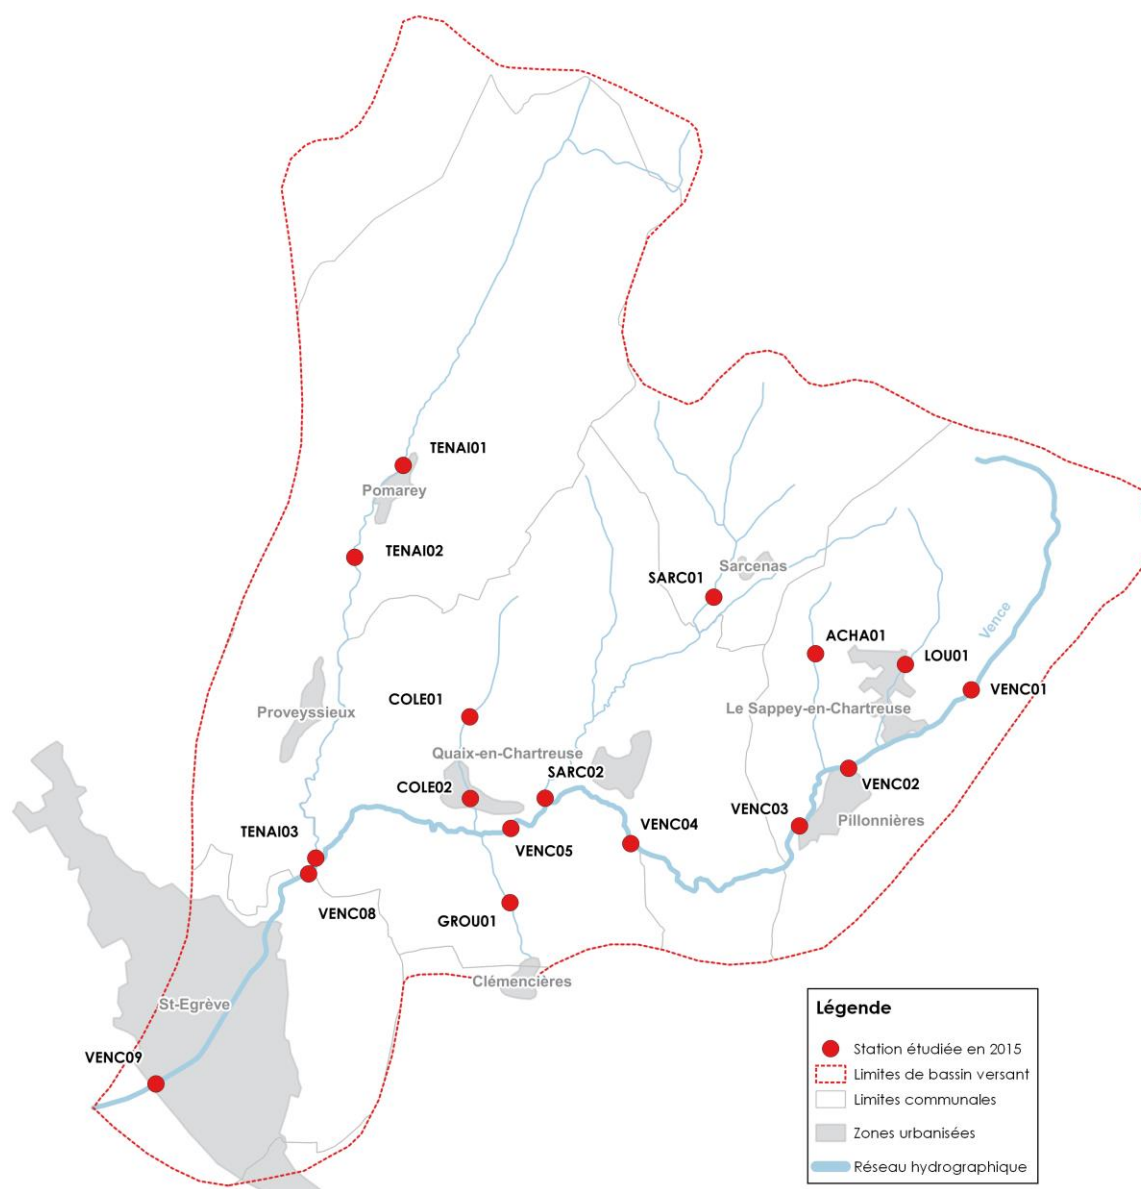 TENAI01
Pomarey
TENAI02
Sarcenas
SARC01
Vence
ACHA01
LOU01
VENC01
COLE01
Proveyssieux
Le Sappey-en-Chartreuse
Quaix-en-Chartreuse
COLE02
SARC02
VENC02
VENC03
Pillonnières
TENAI03
VENC04
VENC05
VENC08
GROU01
Clémencières
St-Egrève
VENC09
Légende
Station étudiée en 2015
Limites de bassin versant
Limites communales
Zones urbanisées
Réseau hydrographique